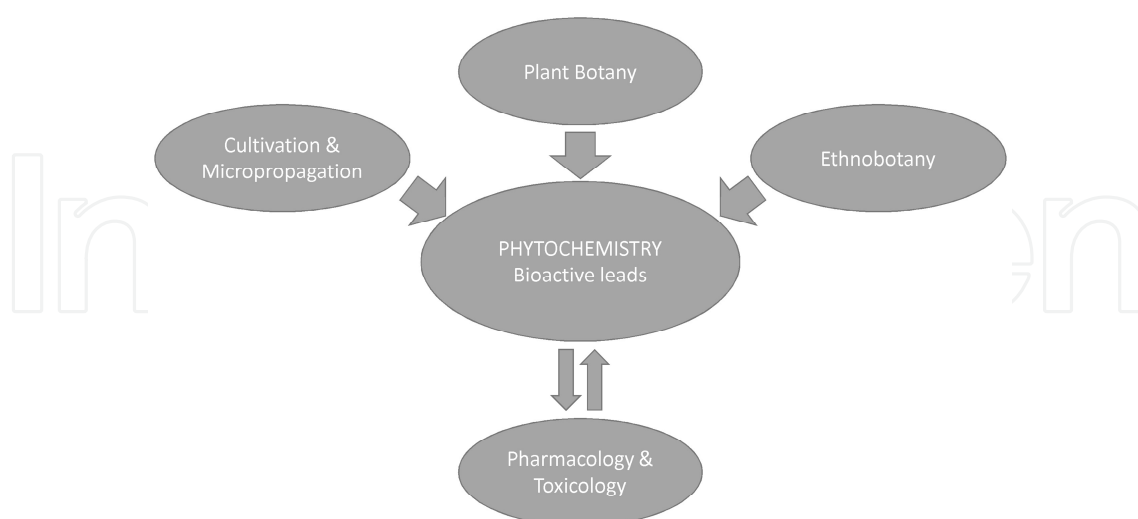 Plant Botany
Cultivation &
Micropropagation
Ethnobotany
PHYTOCHEMISTRY
Bioactive leads
Pharmacology &
Toxicology